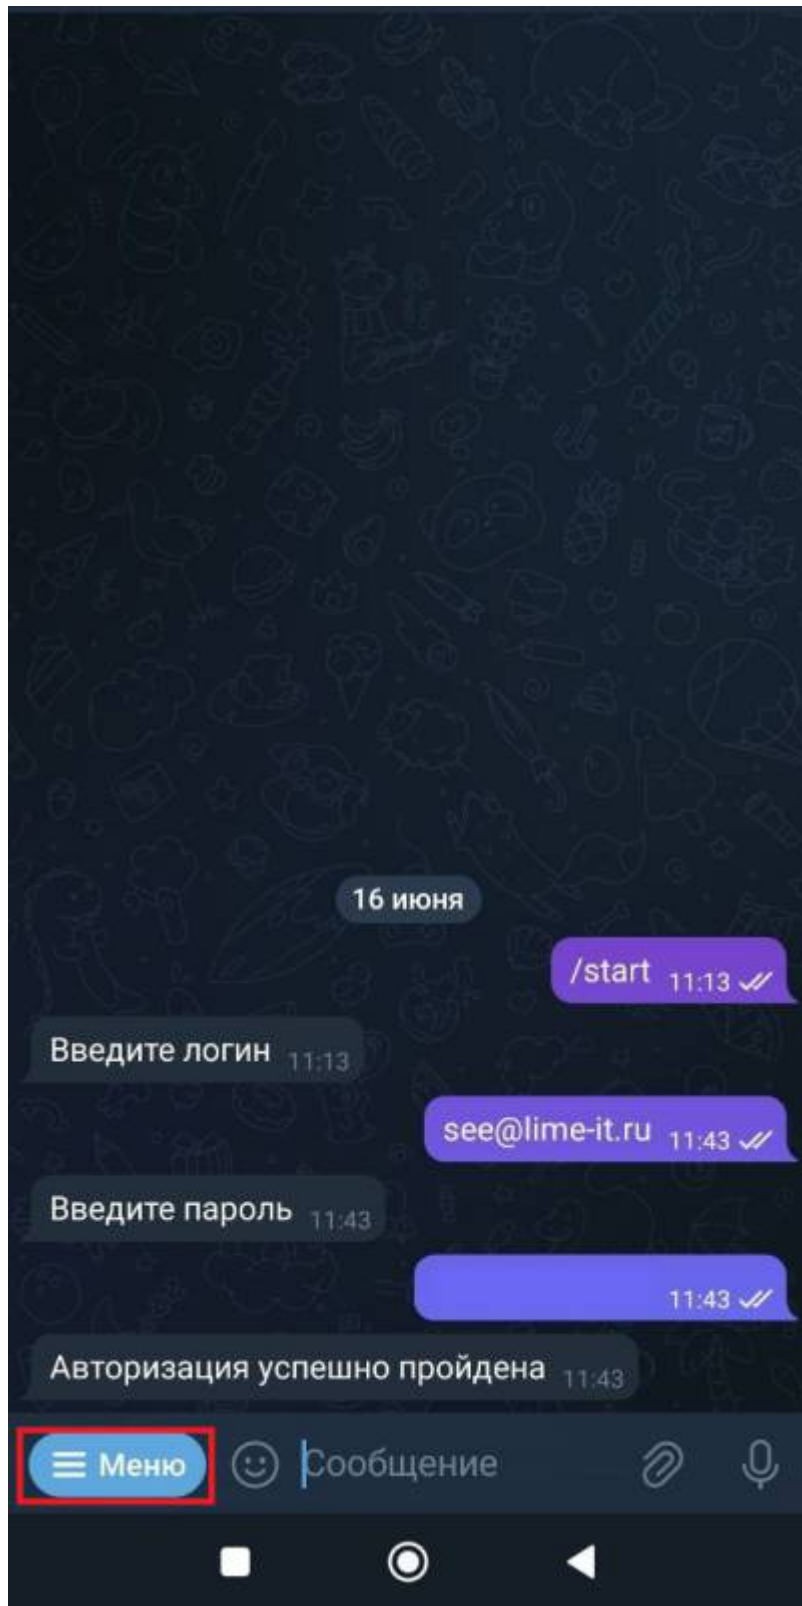 16 июня
/start 11:13
Введите логин 11:13
see@lime-it.ru 11:43
Введите пароль 11:43
11:43
Авторизация успешно пройдена 11:43
Меню Сообщение